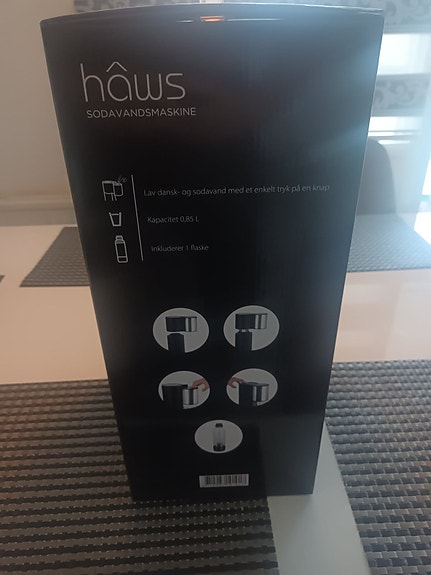 hâws
SODAVANDSMASKINE
Lav dansk- og sodavand med et enkelt tryk på en knap
Kapacitet 0,85 L
Inkluderer 1 flaske